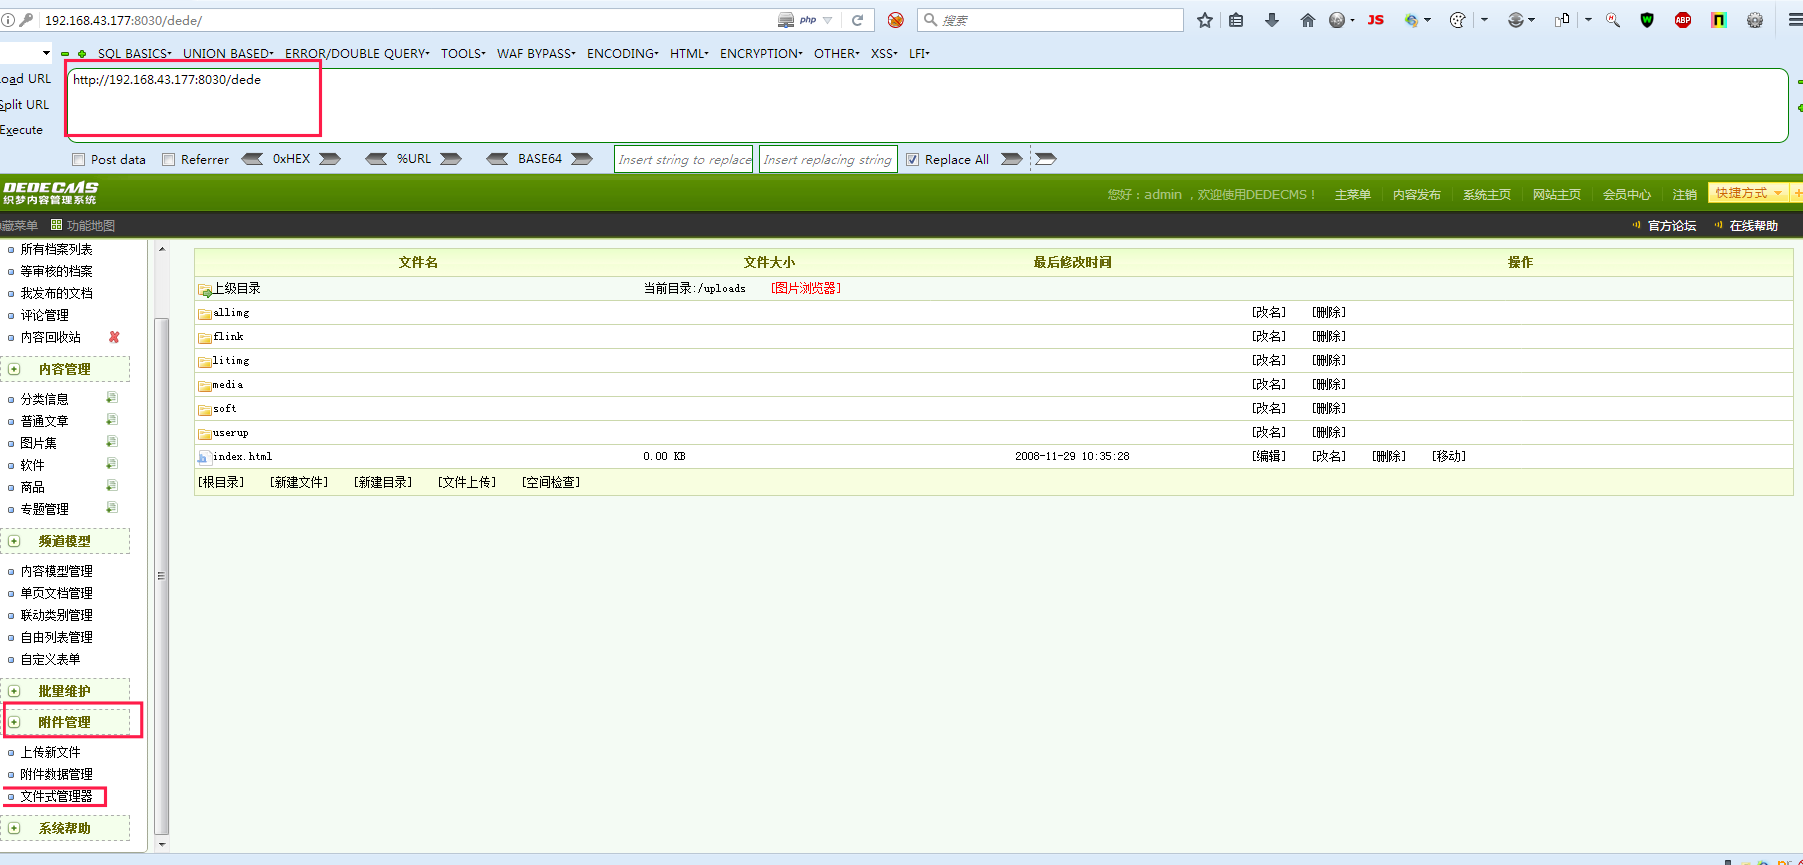 192.168.43.177:8030/dede/
php
搜索
JS
ABP
SQL BASICS UNION BASED ERROR/DOUBLE QUERY TOOLS WAF BYPASS ENCODING HTML ENCRYPTION OTHER XSS LFI
oad URL
http://192.168.43.177:8030/dede
Split URL
Execute
Post data Referrer 0xHEX %URL BASE64 Insert string to replace Insert replacing string Replace All
DEDECMS
织梦内容管理系统
您好：admin ，欢迎使用DEDECMS！ 主菜单 内容发布 系统主页 网站主页 会员中心 注销 快捷方式
藏菜单 功能地图 官方论坛 在线帮助
所有档案列表
等审核的档案
我发布的文档
评论管理
内容回收站
内容管理
分类信息
普通文章
图片集
软件
商品
专题管理
频道模型
内容模型管理
单页文档管理
联动类别管理
自由列表管理
自定义表单
批量维护
附件管理
上传新文件
附件数据管理
文件式管理器
系统帮助
文件名 文件大小 最后修改时间 操作
上级目录 当前目录:/uploads [图片浏览器]
allimg [改名] [删除]
flink [改名] [删除]
litimg [改名] [删除]
media [改名] [删除]
soft [改名] [删除]
userup [改名] [删除]
index.html 0.00 KB 2008-11-29 10:35:28 [编辑] [改名] [删除] [移动]
[根目录] [新建文件] [新建目录] [文件上传] [空间检查]